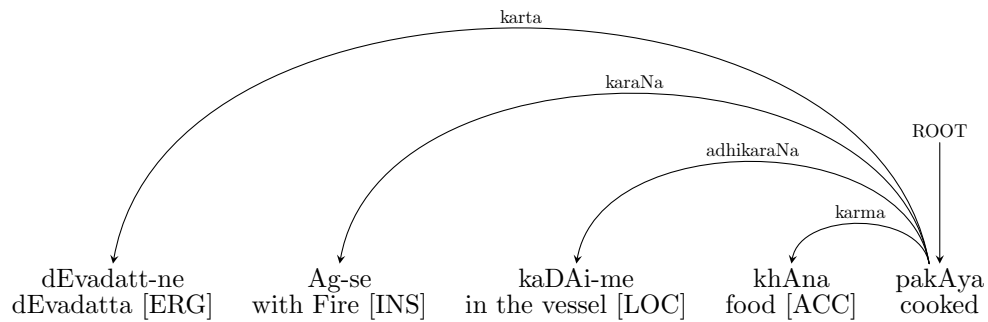 karta
karaNa
ROOT
adhikaraNa
karma
dEvadatt-ne Ag-se kaDAi-me khAna pakAya
dEvadatta [ERG] with Fire [INS] in the vessel [LOC] food [ACC] cooked